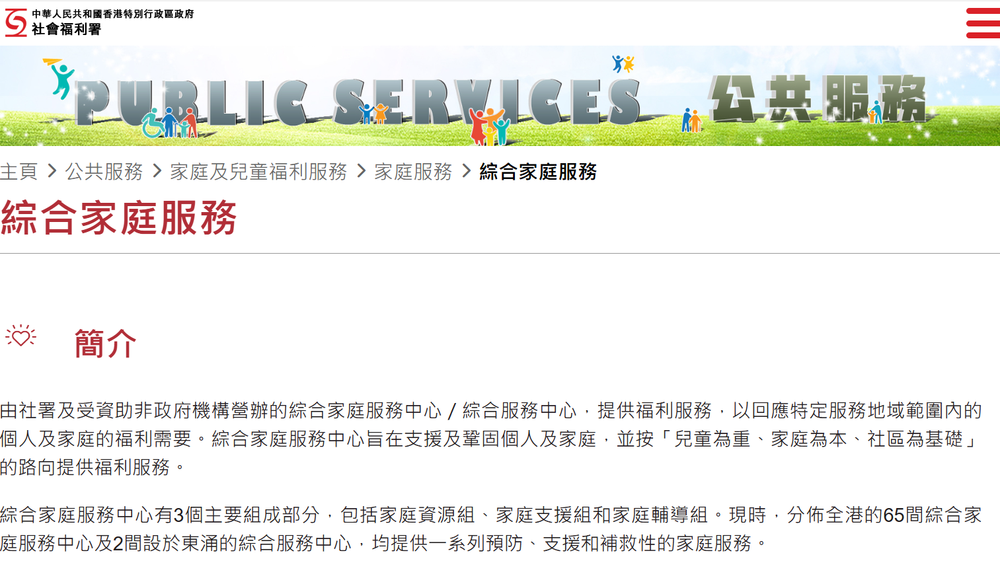 中華人民共和國香港特別行政區政府
社會福利署
PUBLIC SERVICES 公共服務
主頁 > 公共服務 > 家庭及兒童福利服務 > 家庭服務 > 綜合家庭服務
綜合家庭服務
簡介
由社署及受資助非政府機構營辦的綜合家庭服務中心／綜合服務中心，提供福利服務，以回應特定服務地域範圍內的
個人及家庭的福利需要。綜合家庭服務中心旨在支援及鞏固個人及家庭，並按「兒童為重、家庭為本、社區為基礎」
的路向提供福利服務。
綜合家庭服務中心有3個主要組成部分，包括家庭資源組、家庭支援組和家庭輔導組。現時，分佈全港的65間綜合家
庭服務中心及2間設於東涌的綜合服務中心，均提供一系列預防、支援和補救性的家庭服務。